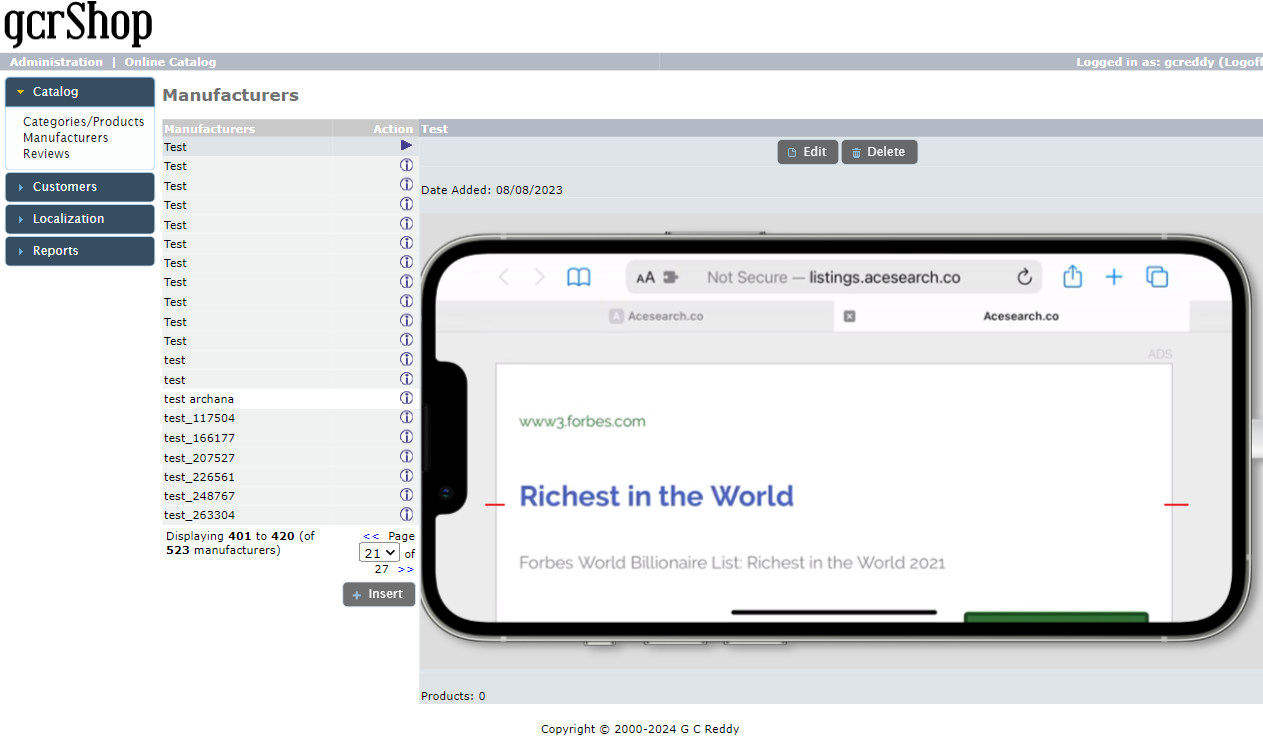 gcrShop
Administration | Online Catalog
Logged in as: gcreddy (Logoff
Catalog
Categories/Products
Manufacturers
Reviews
Customers
Localization
Reports
Manufacturers
Manufacturers Action
Test
Test
Test
Test
Test
Test
Test
Test
Test
Test
Test
test
test
test archana
test_117504
test_166177
test_207527
test_226561
test_248767
test_263304
Displaying 401 to 420 (of
523 manufacturers)
<< Page
21 of
27 >>
Insert
Test
Edit Delete
Date Added: 08/08/2023
AA Not Secure — listings.acesearch.co
A Acesearch.co
Acesearch.co
ADS
www3.forbes.com
Richest in the World
Forbes World Billionaire List: Richest in the World 2021
Products: 0
Copyright © 2000-2024 G C Reddy